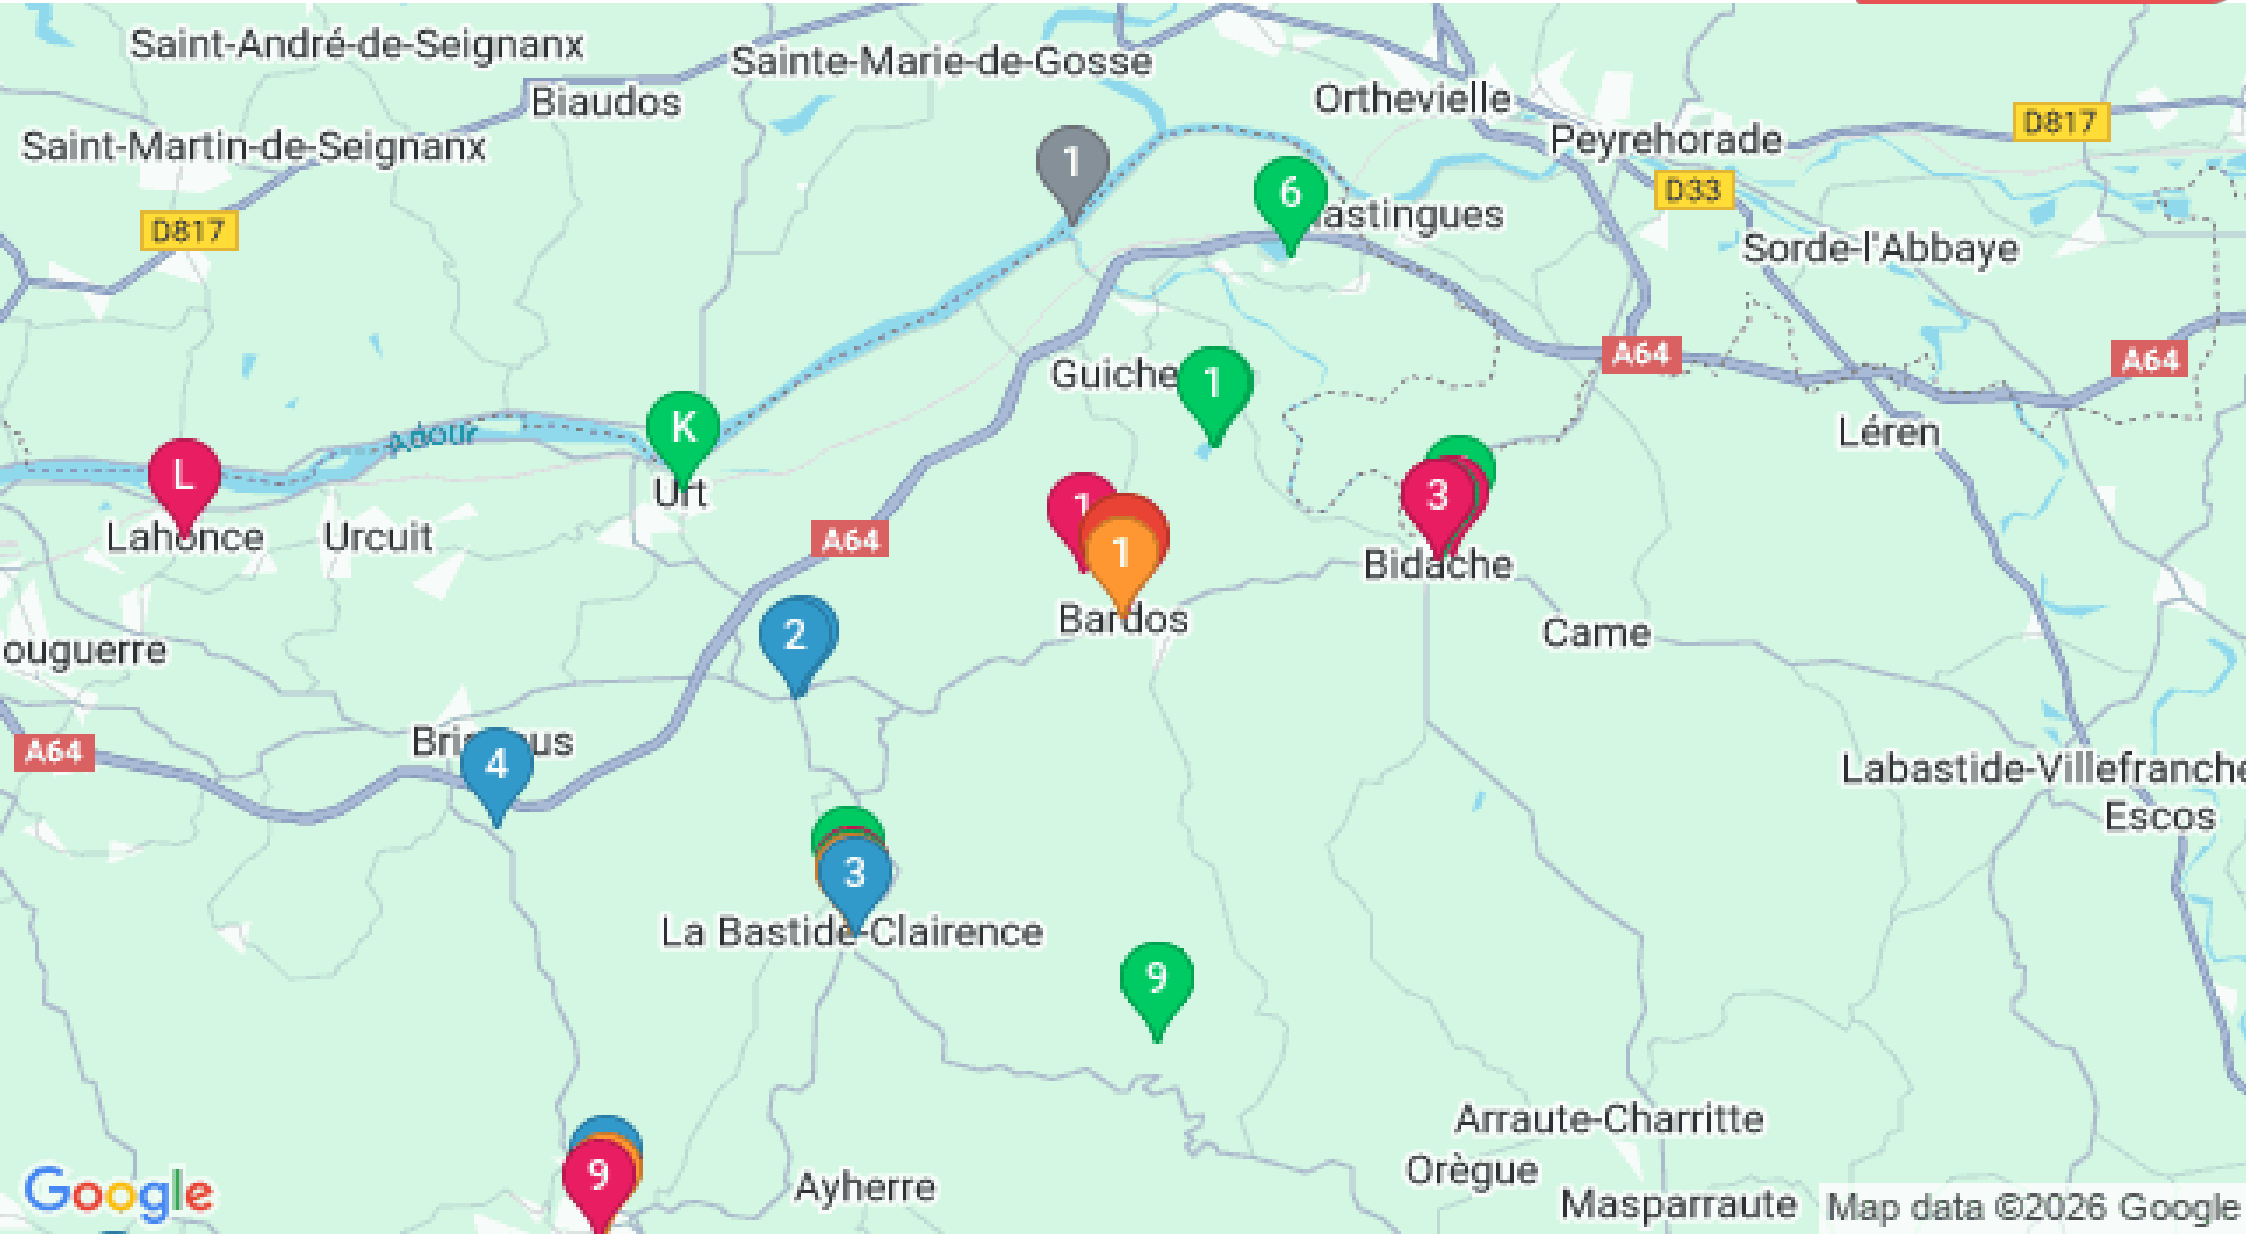 Saint-André-de-Seignanx
Sainte-Marie-de-Gosse
Biaudos
Orthevielle
D817
Saint-Martin-de-Seignanx
Peyrehorade
1
D33
6
astingues
D817
Sorde-l'Abbaye
A64
A64
Guiche
1
K
Adour
Léren
L
Urt
3
1
Lahonce
Urcuit
A64
1
Bidache
Bardos
2
Came
ouguerre
A64
4
Labastide-Villefranche
Escos
3
La Bastide-Clairence
9
Arraute-Charritte
9
Orègue
Ayherre
Google
Masparraute
Map data ©2026 Google